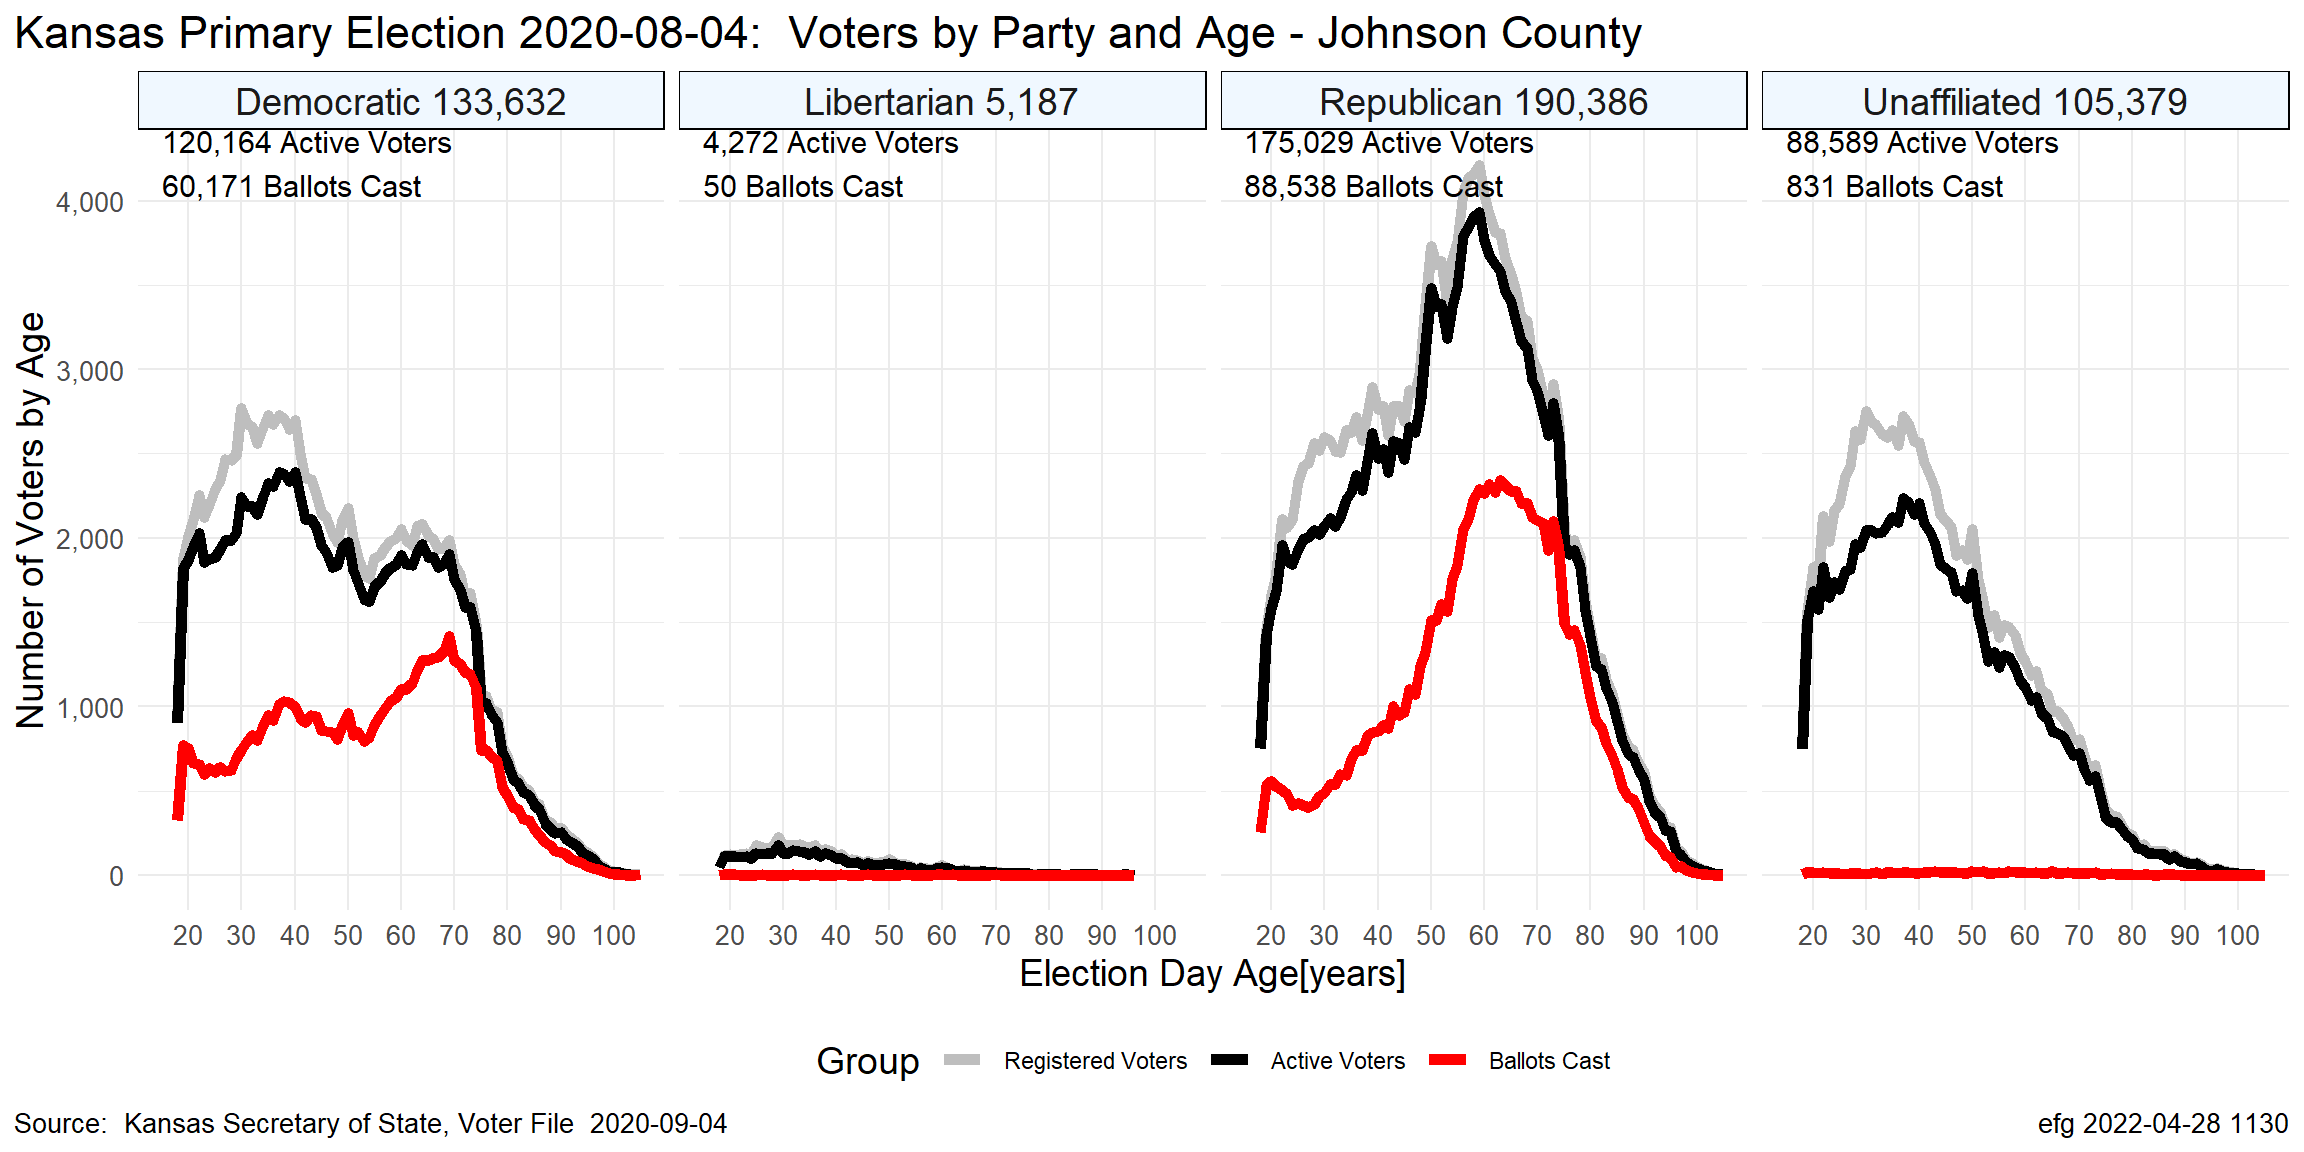 Kansas Primary Election 2020-08-04:  Voters by Party and Age - Johnson County
Democratic 133,632
Libertarian 5,187
Republican 190,386
Unaffiliated 105,379
120,164 Active Voters
60,171 Ballots Cast
4,272 Active Voters
50 Ballots Cast
175,029 Active Voters
88,538 Ballots Cast
88,589 Active Voters
831 Ballots Cast
Number of Voters by Age
4,000
3,000
2,000
1,000
0
20 30 40 50 60 70 80 90 100
20 30 40 50 60 70 80 90 100
20 30 40 50 60 70 80 90 100
20 30 40 50 60 70 80 90 100
Election Day Age[years]
Group Registered Voters Active Voters Ballots Cast
Source:  Kansas Secretary of State, Voter File  2020-09-04
efg 2022-04-28 1130